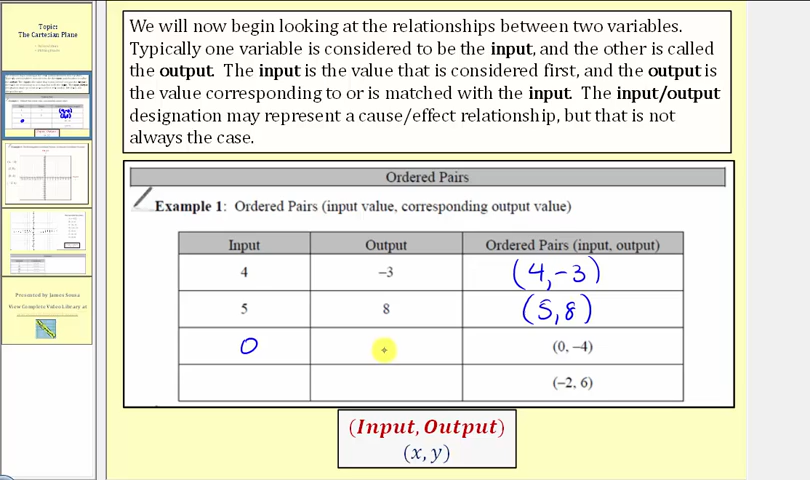 Topic:
The Cartesian Plane
We will now begin looking at the relationships between two variables.
Typically one variable is considered to be the input, and the other is called
the output. The input is the value that is considered first, and the output is
the value corresponding to or is matched with the input. The input/output
designation may represent a cause/effect relationship, but that is not
always the case.
Ordered Pairs
Example 1: Ordered Pairs (input value, corresponding output value)
Input Output Ordered Pairs (input, output)
4 −3 (4,−3)
5 8 (5,8)
0 (0, −4)
(−2, 6)
(Input, Output)
(x, y)
Presented by James Sousa
View Complete Video Library at